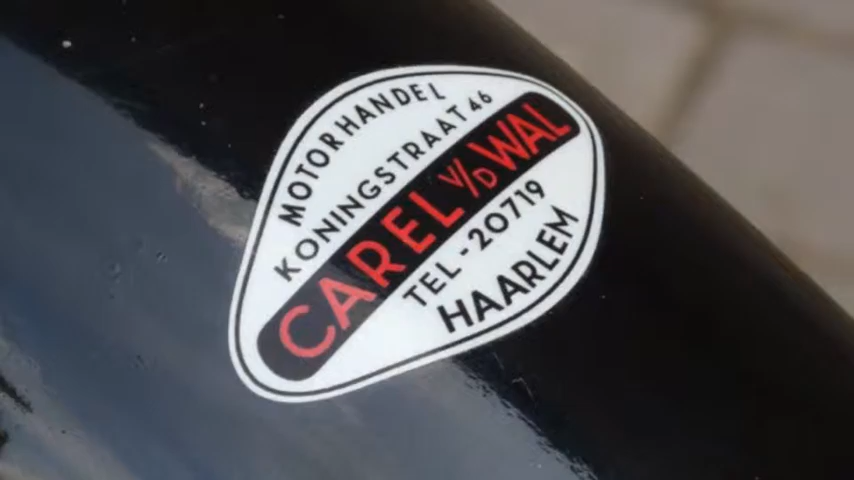 MOTORHANDEL
KONINGSTRAAT 46
CAREL V/D WAL
TEL - 20719
HAARLEM